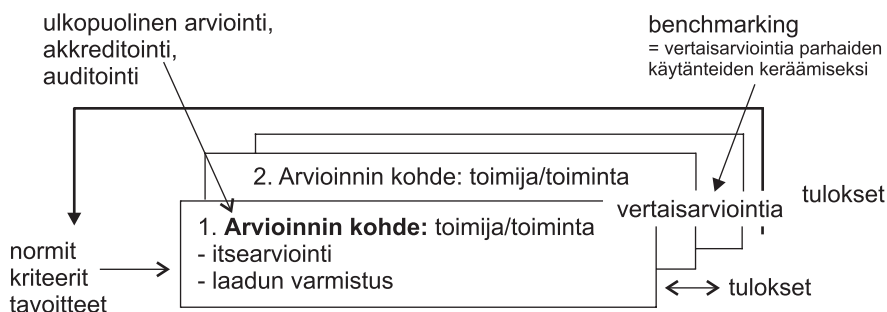 ulkopuolinen arviointi,
akkreditointi,
auditointi
benchmarking
= vertaisarviointia parhaiden
käytänteiden keräämiseksi
2. Arvioinnin kohde: toimija/toiminta
vertaisarviointia
tulokset
1. Arvioinnin kohde: toimija/toiminta
- itsearviointi
- laadun varmistus
normit
kriteerit
tavoitteet
tulokset